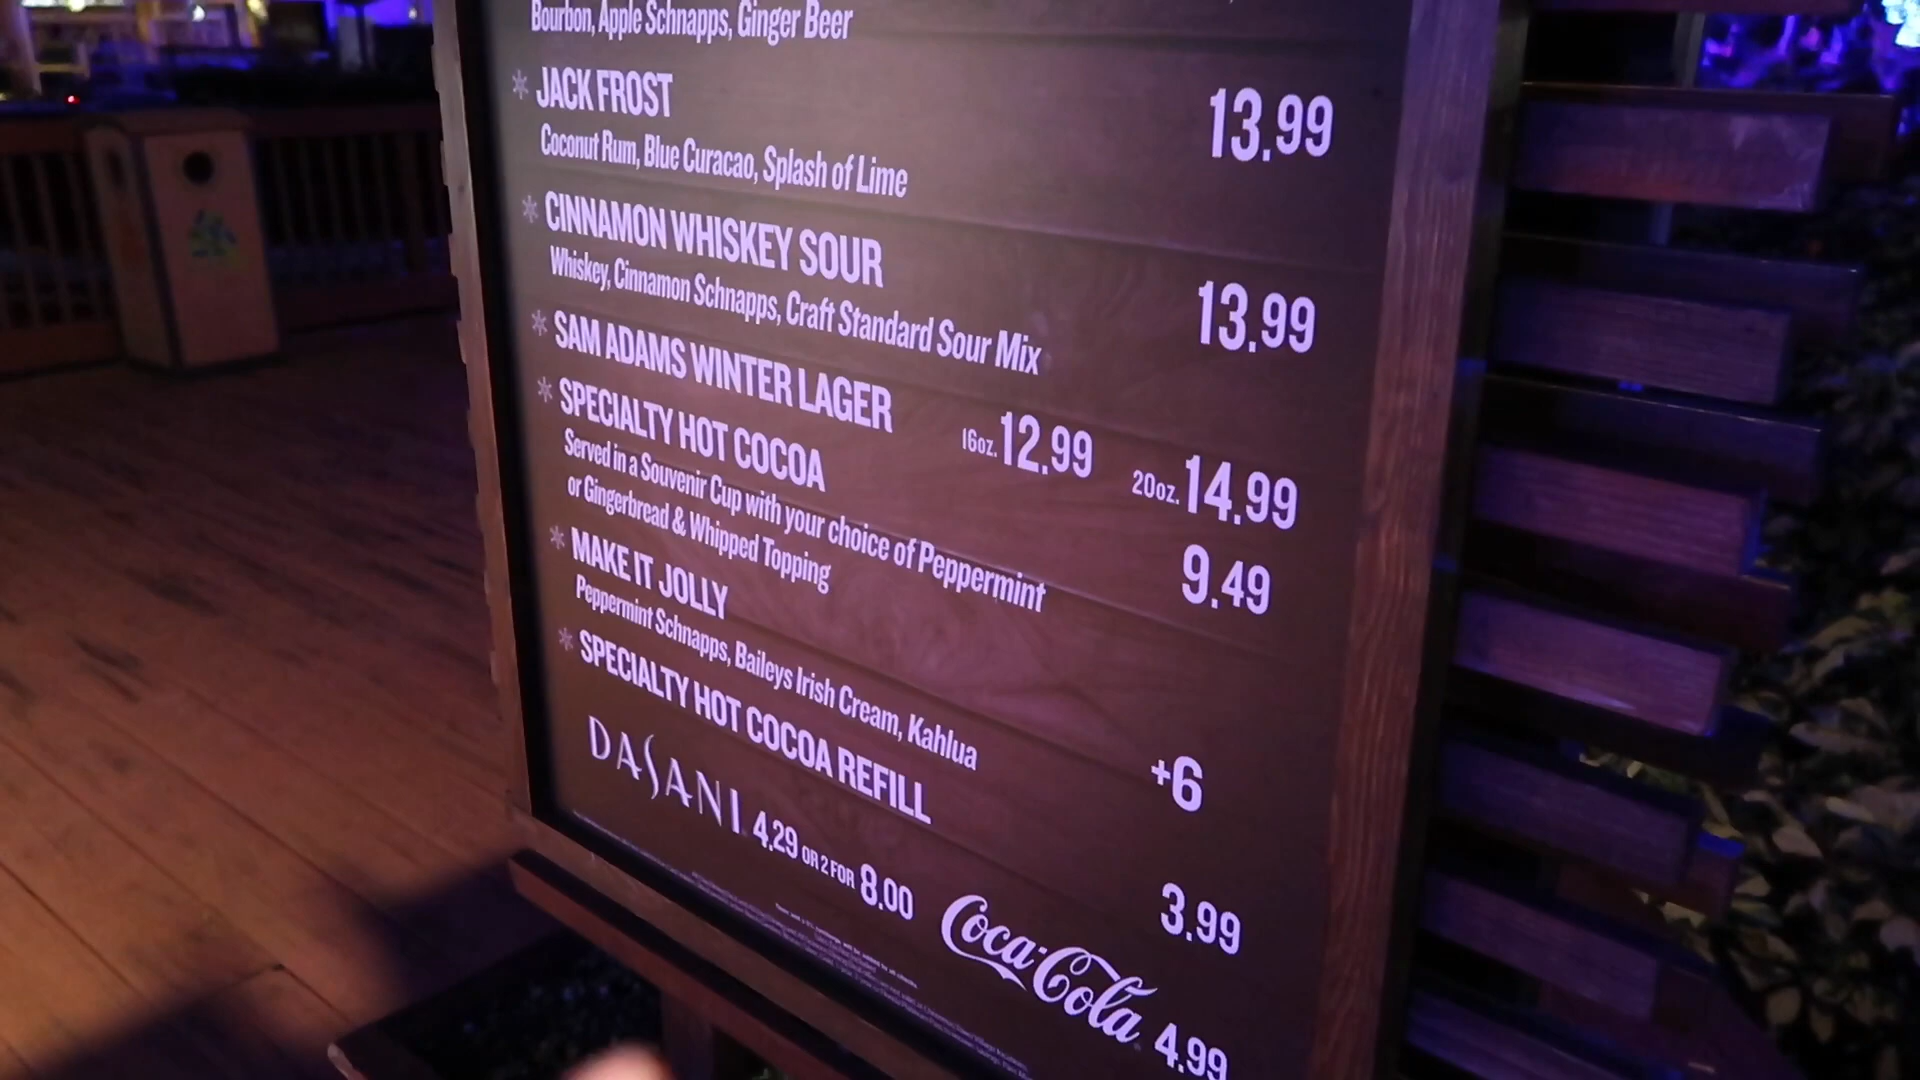 Bourbon, Apple Schnapps, Ginger Beer
JACK FROST 13.99
Coconut Rum, Blue Curacao, Splash of Lime
CINNAMON WHISKEY SOUR 13.99
Whiskey, Cinnamon Schnapps, Craft Standard Sour Mix
SAM ADAMS WINTER LAGER 16oz. 12.99 20oz. 14.99
SPECIALTY HOT COCOA 9.49
Served in a Souvenir Cup with your choice of Peppermint
or Gingerbread & Whipped Topping
MAKE IT JOLLY +6
Peppermint Schnapps, Baileys Irish Cream, Kahlua
SPECIALTY HOT COCOA REFILL 3.99
DASANI 4.29 OR 2 FOR 8.00 Coca-Cola 4.99